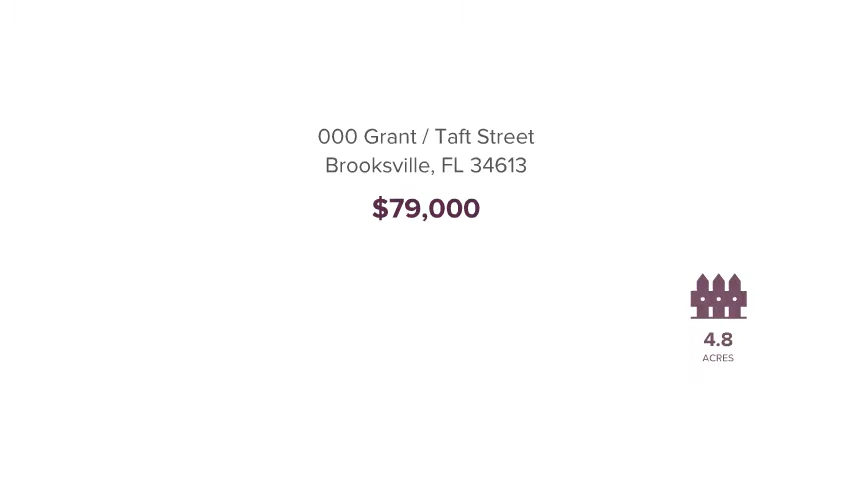 000 Grant / Taft Street
Brooksville, FL 34613
$79,000
4.8
ACRES